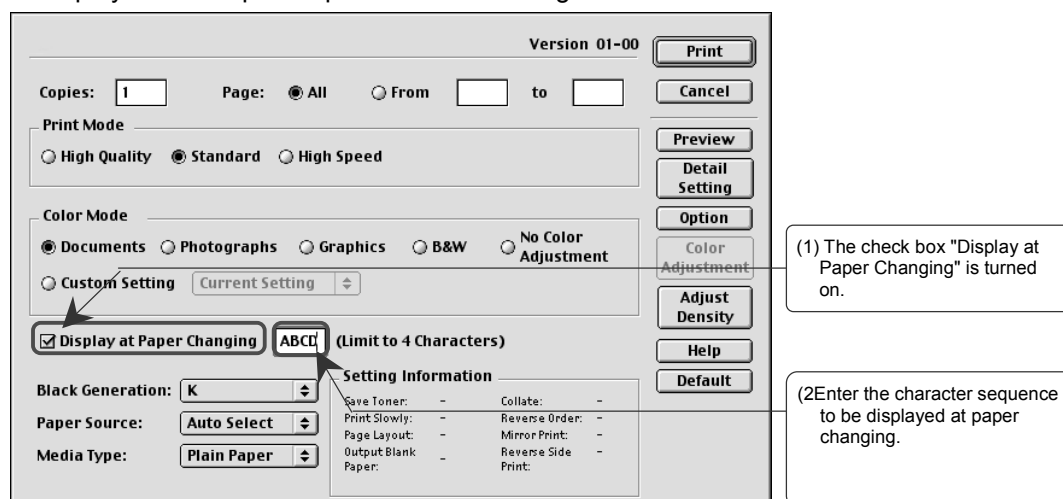 Version 01-00
Print
Copies: 1 Page: All From to
Cancel
Print Mode
Preview
High Quality Standard High Speed
Detail
Setting
Color Mode
Option
Documents Photographs Graphics B&W No Color
Adjustment
Color
Adjustment
Custom Setting Current Setting
(1) The check box "Display at
Paper Changing" is turned
on.
Adjust
Density
Display at Paper Changing ABCD (Limit to 4 Characters)
Help
Black Generation: K
Setting Information
Default
Save Toner: - Collate: -
Paper Source: Auto Select
Print Slowly: - Reverse Order: -
Page Layout: - Mirror Print: -
Media Type: Plain Paper
Output Blank
Paper: -
Reverse Side
Print: -
(2Enter the character sequence
to be displayed at paper
changing.